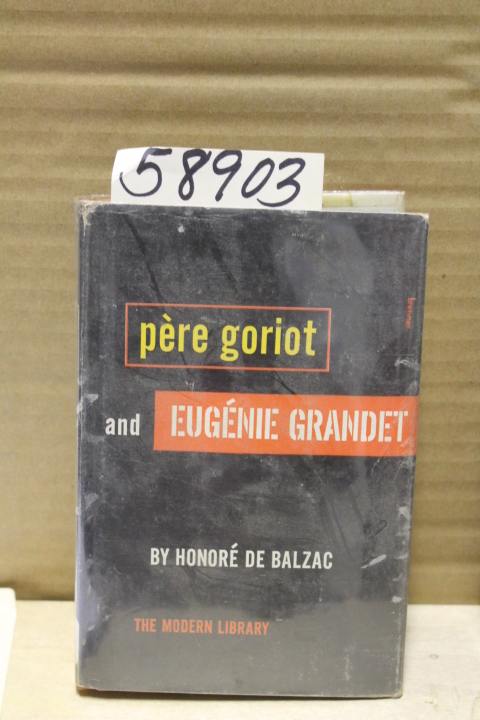 58903
père goriot
and EUGÉNIE GRANDET
BY HONORÉ DE BALZAC
THE MODERN LIBRARY